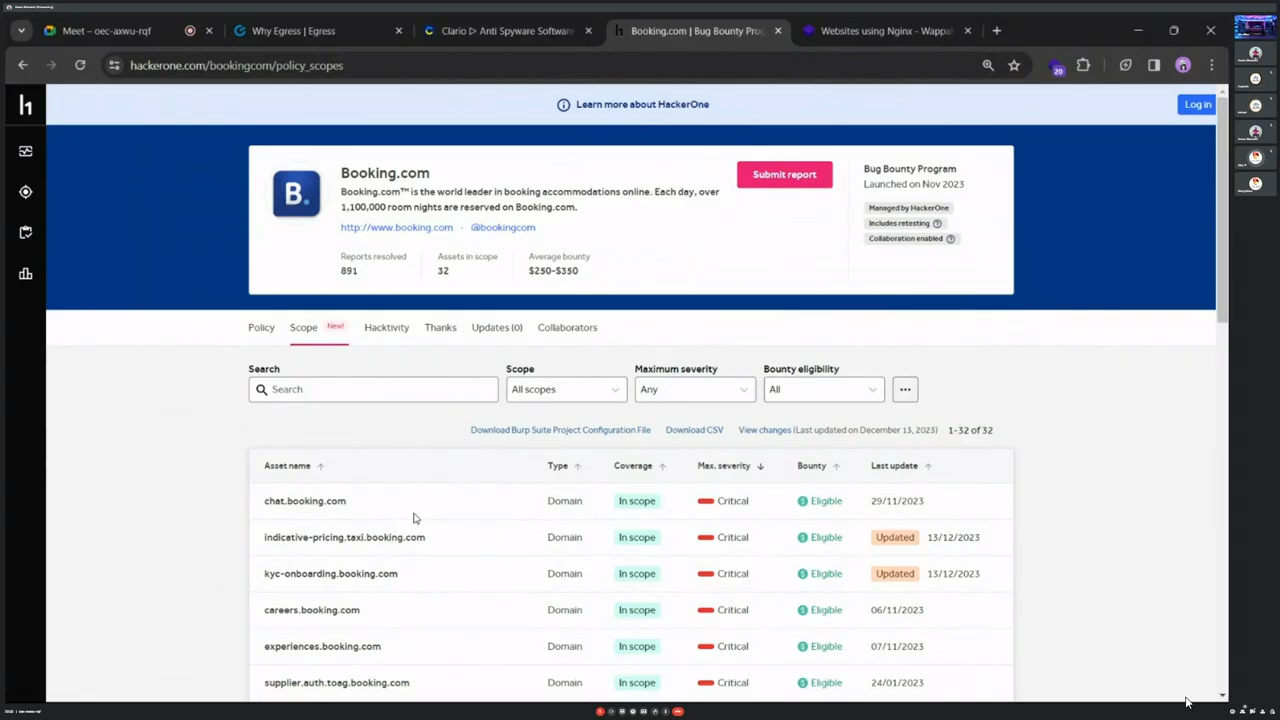 Meet – oec-axwu-rqf
Why Egress | Egress
Clario ▷ Anti Spyware Software
Booking.com | Bug Bounty Prog
Websites using Nginx - Wappal
hackerone.com/bookingcom/policy_scopes
20
Learn more about HackerOne
Log in
B.
Booking.com
Booking.com™ is the world leader in booking accommodations online. Each day, over
1,100,000 room nights are reserved on Booking.com.
http://www.booking.com · @bookingcom
Reports resolved
891
Assets in scope
32
Average bounty
$250-$350
Submit report
Bug Bounty Program
Launched on Nov 2023
Managed by HackerOne
Includes retesting
Collaboration enabled
Policy
Scope New!
Hacktivity
Thanks
Updates (0)
Collaborators
Search
Scope
Maximum severity
Bounty eligibility
Search
All scopes
Any
All
Download Burp Suite Project Configuration File Download CSV View changes (Last updated on December 13, 2023) 1-32 of 32
Asset name Type Coverage Max. severity Bounty Last update
chat.booking.com Domain In scope Critical Eligible 29/11/2023
indicative-pricing.taxi.booking.com Domain In scope Critical Eligible Updated 13/12/2023
kyc-onboarding.booking.com Domain In scope Critical Eligible Updated 13/12/2023
careers.booking.com Domain In scope Critical Eligible 06/11/2023
experiences.booking.com Domain In scope Critical Eligible 07/11/2023
supplier.auth.toag.booking.com Domain In scope Critical Eligible 24/01/2023